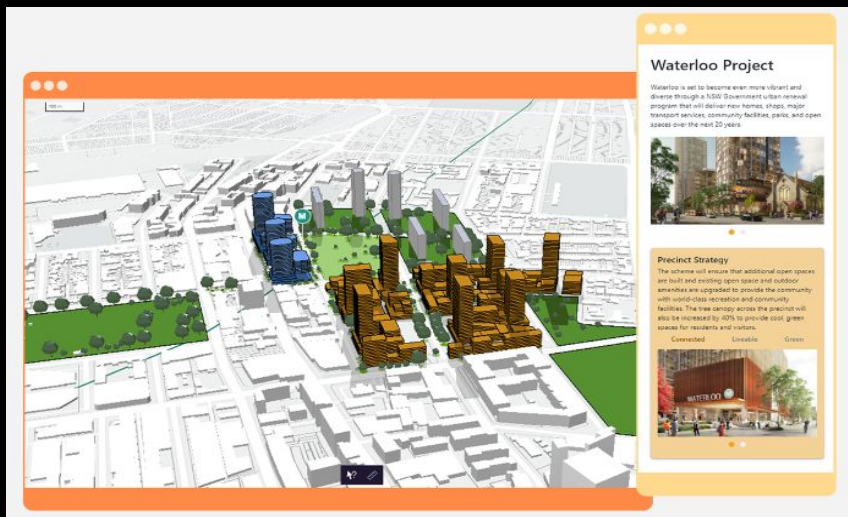 100 m
M
Waterloo Project
Waterloo is set to become even more vibrant and
diverse through a NSW Government urban renewal
program that will deliver new homes, shops, major
transport services, community facilities, parks, and open
spaces over the next 20 years.
Precinct Strategy
The scheme will ensure that additional open spaces
are built and existing open space and outdoor
amenities are upgraded to provide the community
with world-class recreation and community
facilities. The tree canopy across the precinct will
also be increased by 40% to provide cool, green
spaces for residents and visitors.
Connected Liveable Green
WATERLOO
?